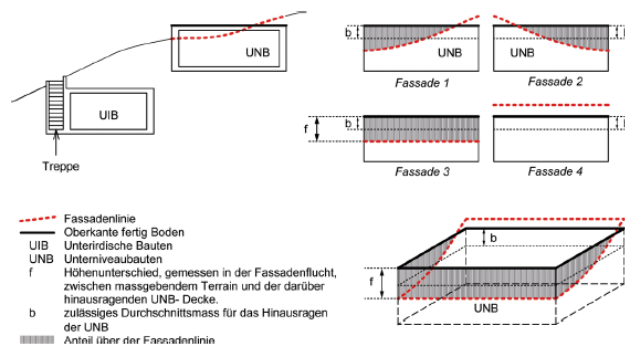 UNB
UIB
Treppe
b
UNB
Fassade 1
UNB
Fassade 2
f
b
Fassade 3
Fassade 4
Fassadenlinie
Oberkante fertig Boden
UIB Unterirdische Bauten
UNB Unterniveaubauten
f Höhenunterschied, gemessen in der Fassadenflucht,
zwischen massgebendem Terrain und der darüber
hinausragenden UNB- Decke.
b zulässiges Durchschnittsmass für das Hinausragen
der UNB
Anteil über der Fassadenlinie
b
f
UNB